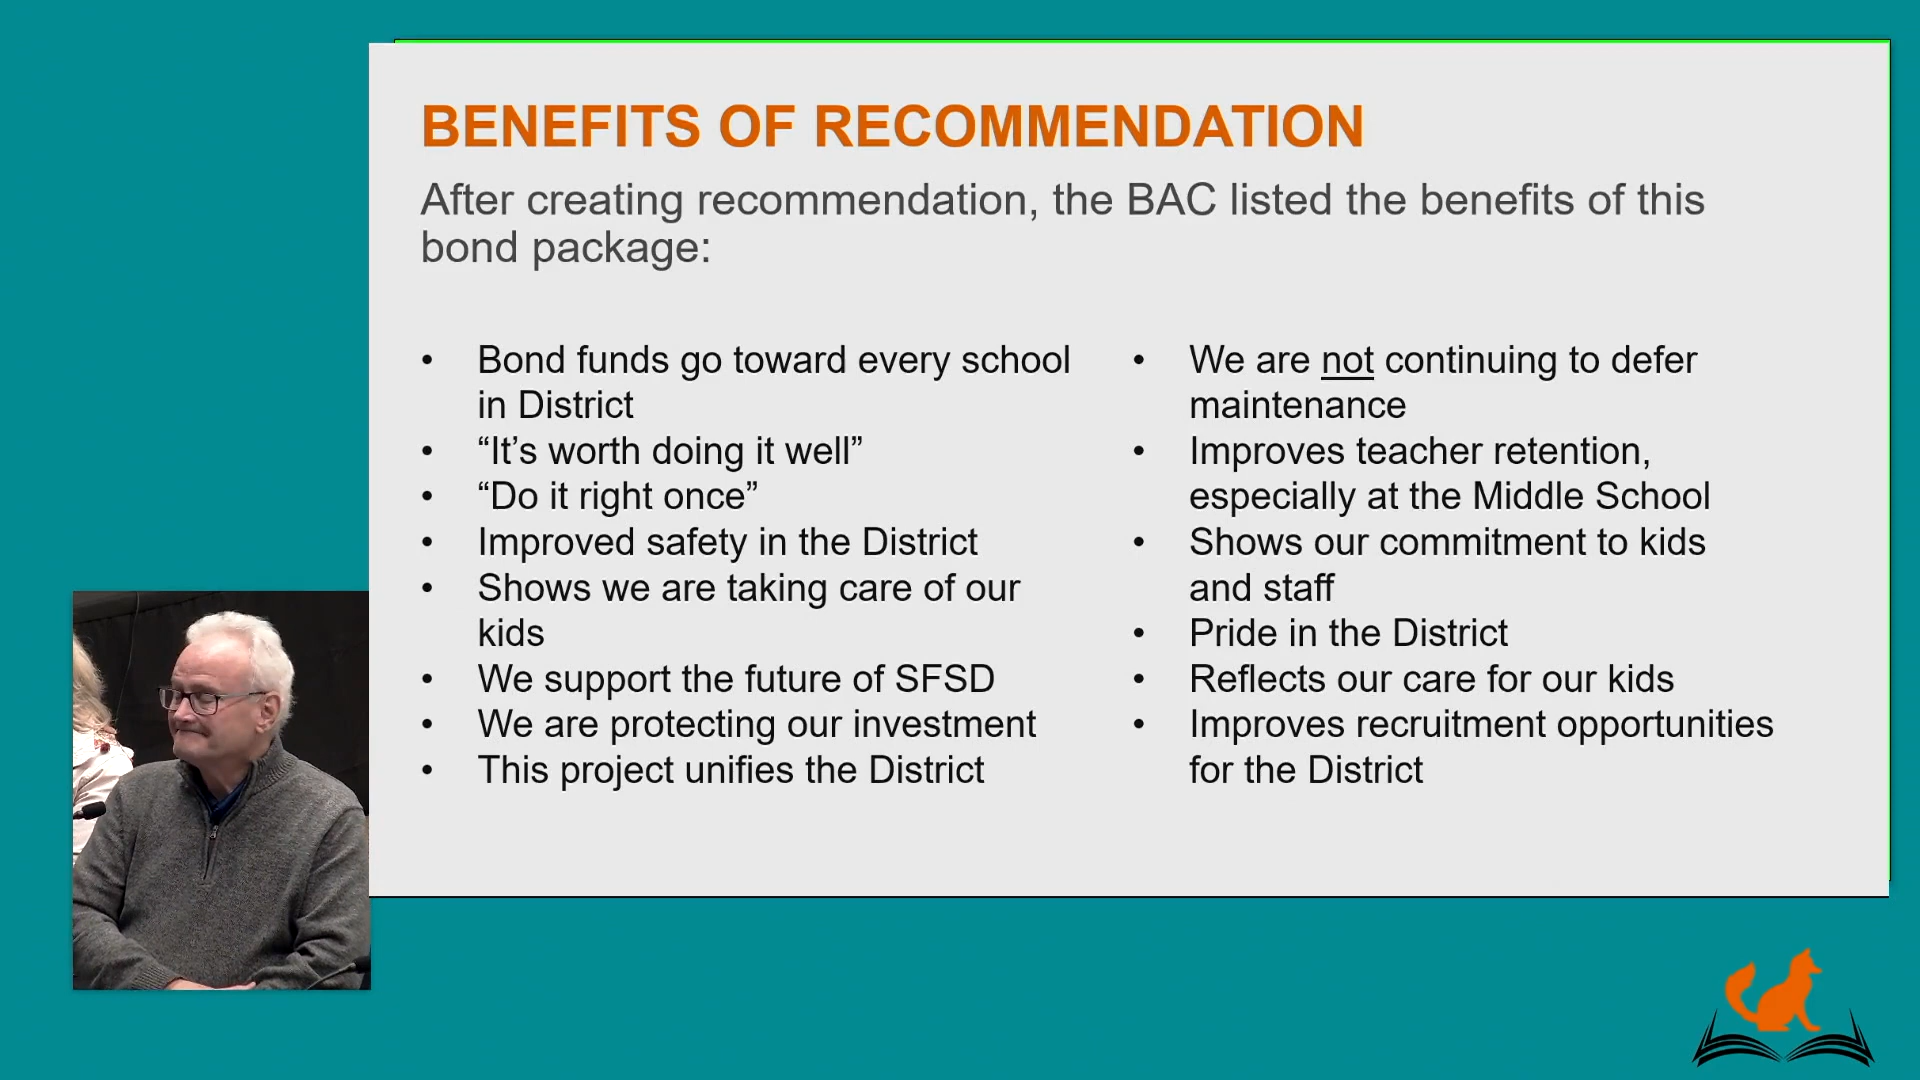 BENEFITS OF RECOMMENDATION
After creating recommendation, the BAC listed the benefits of this
bond package:
• Bond funds go toward every school
in District
• “It’s worth doing it well”
• “Do it right once”
• Improved safety in the District
• Shows we are taking care of our
kids
• We support the future of SFSD
• We are protecting our investment
• This project unifies the District
• We are not continuing to defer
maintenance
• Improves teacher retention,
especially at the Middle School
• Shows our commitment to kids
and staff
• Pride in the District
• Reflects our care for our kids
• Improves recruitment opportunities
for the District